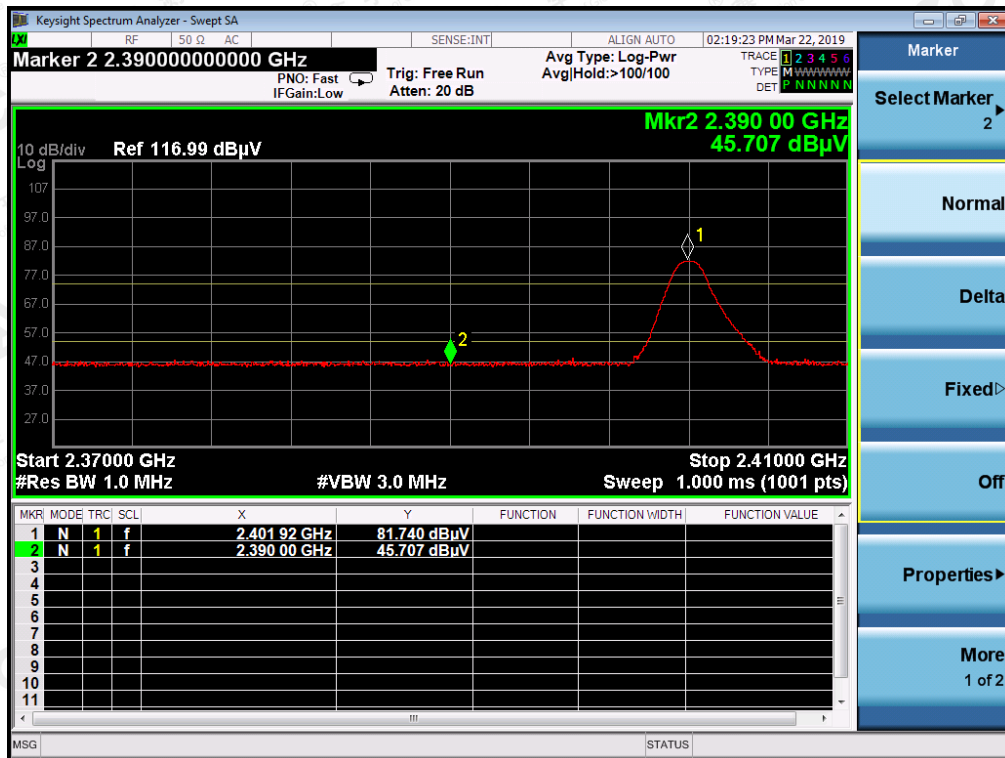 Keysight Spectrum Analyzer - Swept SA
LXI RF 50 Ω AC SENSE:INT ALIGN AUTO 02:19:23 PM Mar 22, 2019
Marker 2 2.390000000000 GHz
PNO: Fast
IFGain:Low
Trig: Free Run
Atten: 20 dB
Avg Type: Log-Pwr
Avg|Hold:>100/100
TRACE 1 2 3 4 5 6
TYPE M WWWWW
DET P N N N N N
Mkr2 2.390 00 GHz
45.707 dBµV
10 dB/div Ref 116.99 dBµV
Log
107
97.0
87.0
77.0
67.0
57.0
47.0
37.0
27.0
1
2
Start 2.37000 GHz Stop 2.41000 GHz
#Res BW 1.0 MHz #VBW 3.0 MHz Sweep 1.000 ms (1001 pts)
MKR MODE TRC SCL X Y FUNCTION FUNCTION WIDTH FUNCTION VALUE
1 N 1 f 2.401 92 GHz 81.740 dBµV
2 N 1 f 2.390 00 GHz 45.707 dBµV
3
4
5
6
7
8
9
10
11
MSG STATUS
Marker
Select Marker
2
Normal
Delta
Fixed
Off
Properties
More
1 of 2